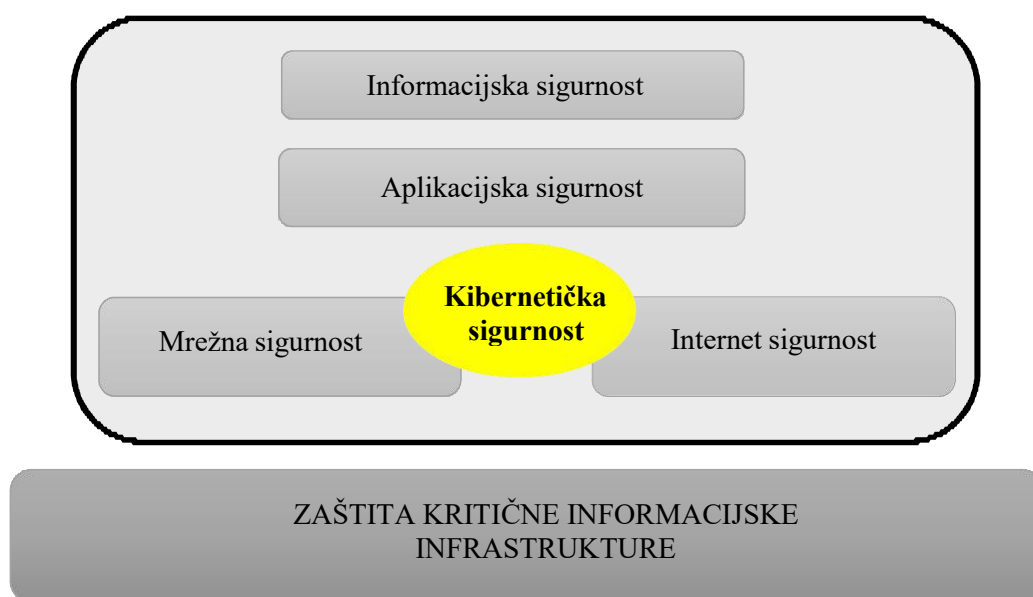 Informacijska sigurnost
Aplikacijska sigurnost
Kibernetička
sigurnost
Mrežna sigurnost
Internet sigurnost
ZAŠTITA KRITIČNE INFORMACIJSKE
INFRASTRUKTURE